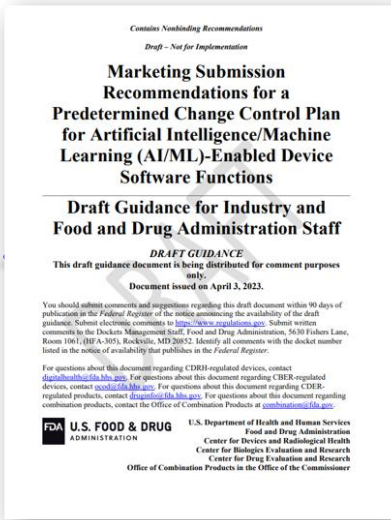 Contains Nonbinding Recommendations
Draft – Not for Implementation
Marketing Submission
Recommendations for a
Predetermined Change Control Plan
for Artificial Intelligence/Machine
Learning (AI/ML)-Enabled Device
Software Functions
Draft Guidance for Industry and
Food and Drug Administration Staff
DRAFT GUIDANCE
This draft guidance document is being distributed for comment purposes
only.
Document issued on April 3, 2023.
You should submit comments and suggestions regarding this draft document within 90 days of
publication in the Federal Register of the notice announcing the availability of the draft
guidance. Submit electronic comments to https://www.regulations.gov. Submit written
comments to the Dockets Management Staff, Food and Drug Administration, 5630 Fishers Lane,
Room 1061, (HFA-305), Rockville, MD 20852. Identify all comments with the docket number
listed in the notice of availability that publishes in the Federal Register.
For questions about this document regarding CDRH-regulated devices, contact
digitalhealth@fda.hhs.gov. For questions about this document regarding CBER-regulated
devices, contact ocod@fda.hhs.gov. For questions about this document regarding CDER-
regulated products, contact druginfo@fda.hhs.gov. For questions about this document regarding
combination products, contact the Office of Combination Products at combination@fda.gov.
FDA U.S. FOOD & DRUG
ADMINISTRATION
U.S. Department of Health and Human Services
Food and Drug Administration
Center for Devices and Radiological Health
Center for Biologics Evaluation and Research
Center for Drug Evaluation and Research
Office of Combination Products in the Office of the Commissioner
DRAFT